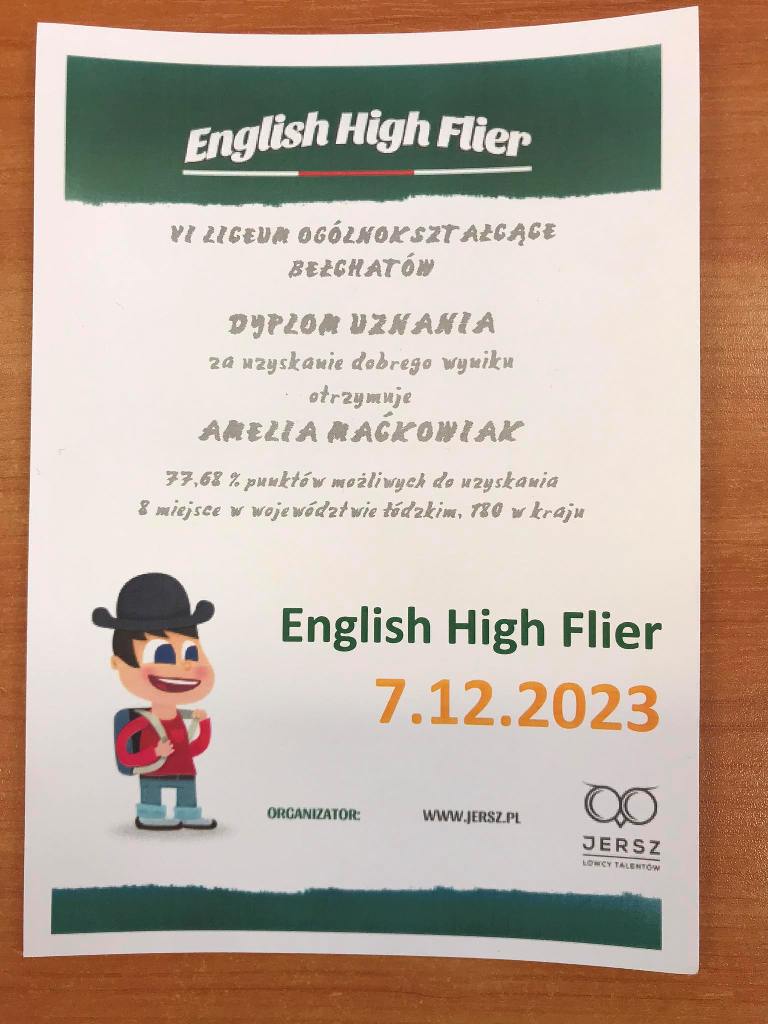 English High Flier
VI LICEUM OGÓLNOKSZTAŁCĄCE
BEŁCHATÓW
DYPLOM UZNANIA
za uzyskanie dobrego wyniku
otrzymuje
AMELIA MAĆKOWIAK
77,68 % punktów możliwych do uzyskania
8 miejsce w województwie łódzkim, 180 w kraju
English High Flier
7.12.2023
ORGANIZATOR: WWW.JERSZ.PL
JERSZ
ŁOWCY TALENTÓW